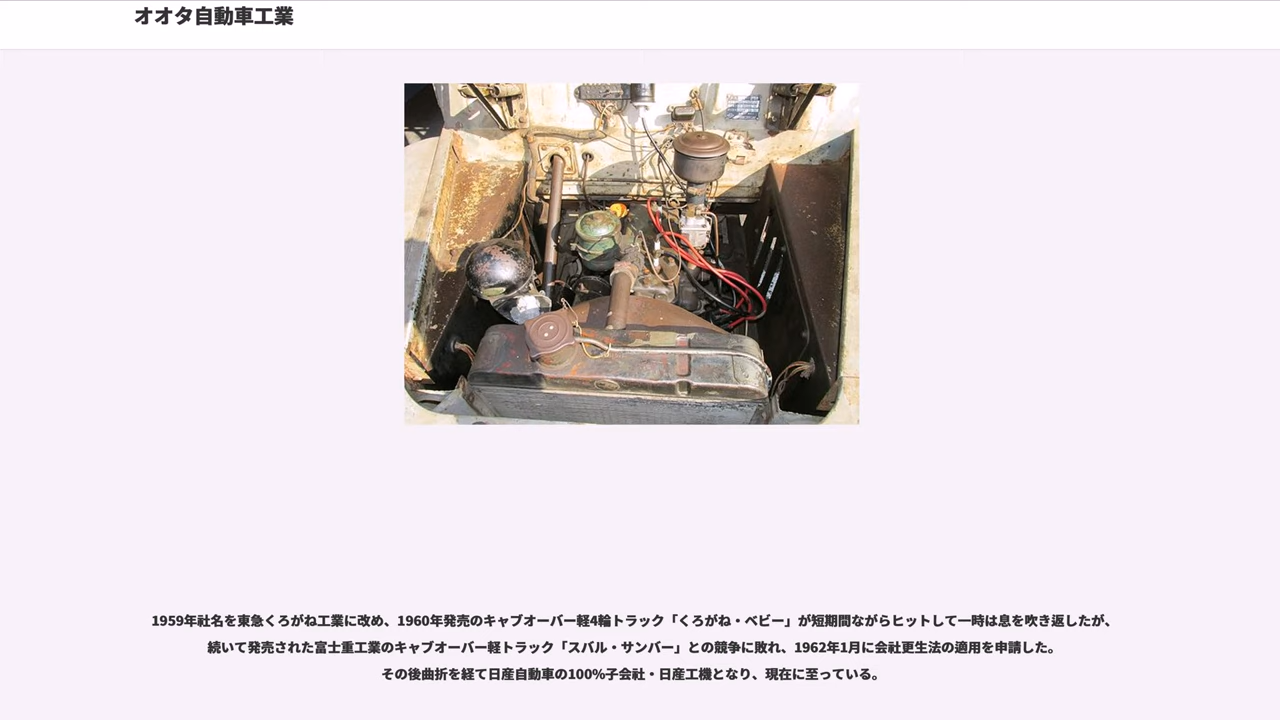 オオタ自動車工業
1959年社名を東急くろがね工業に改め、1960年発売のキャブオーバー軽4輪トラック「くろがね・ベビー」が短期間ながらヒットして一時は息を吹き返したが、
続いて発売された富士重工業のキャブオーバー軽トラック「スバル・サンバー」との競争に敗れ、1962年1月に会社更生法の適用を申請した。
その後曲折を経て日産自動車の100%子会社・日産工機となり、現在に至っている。